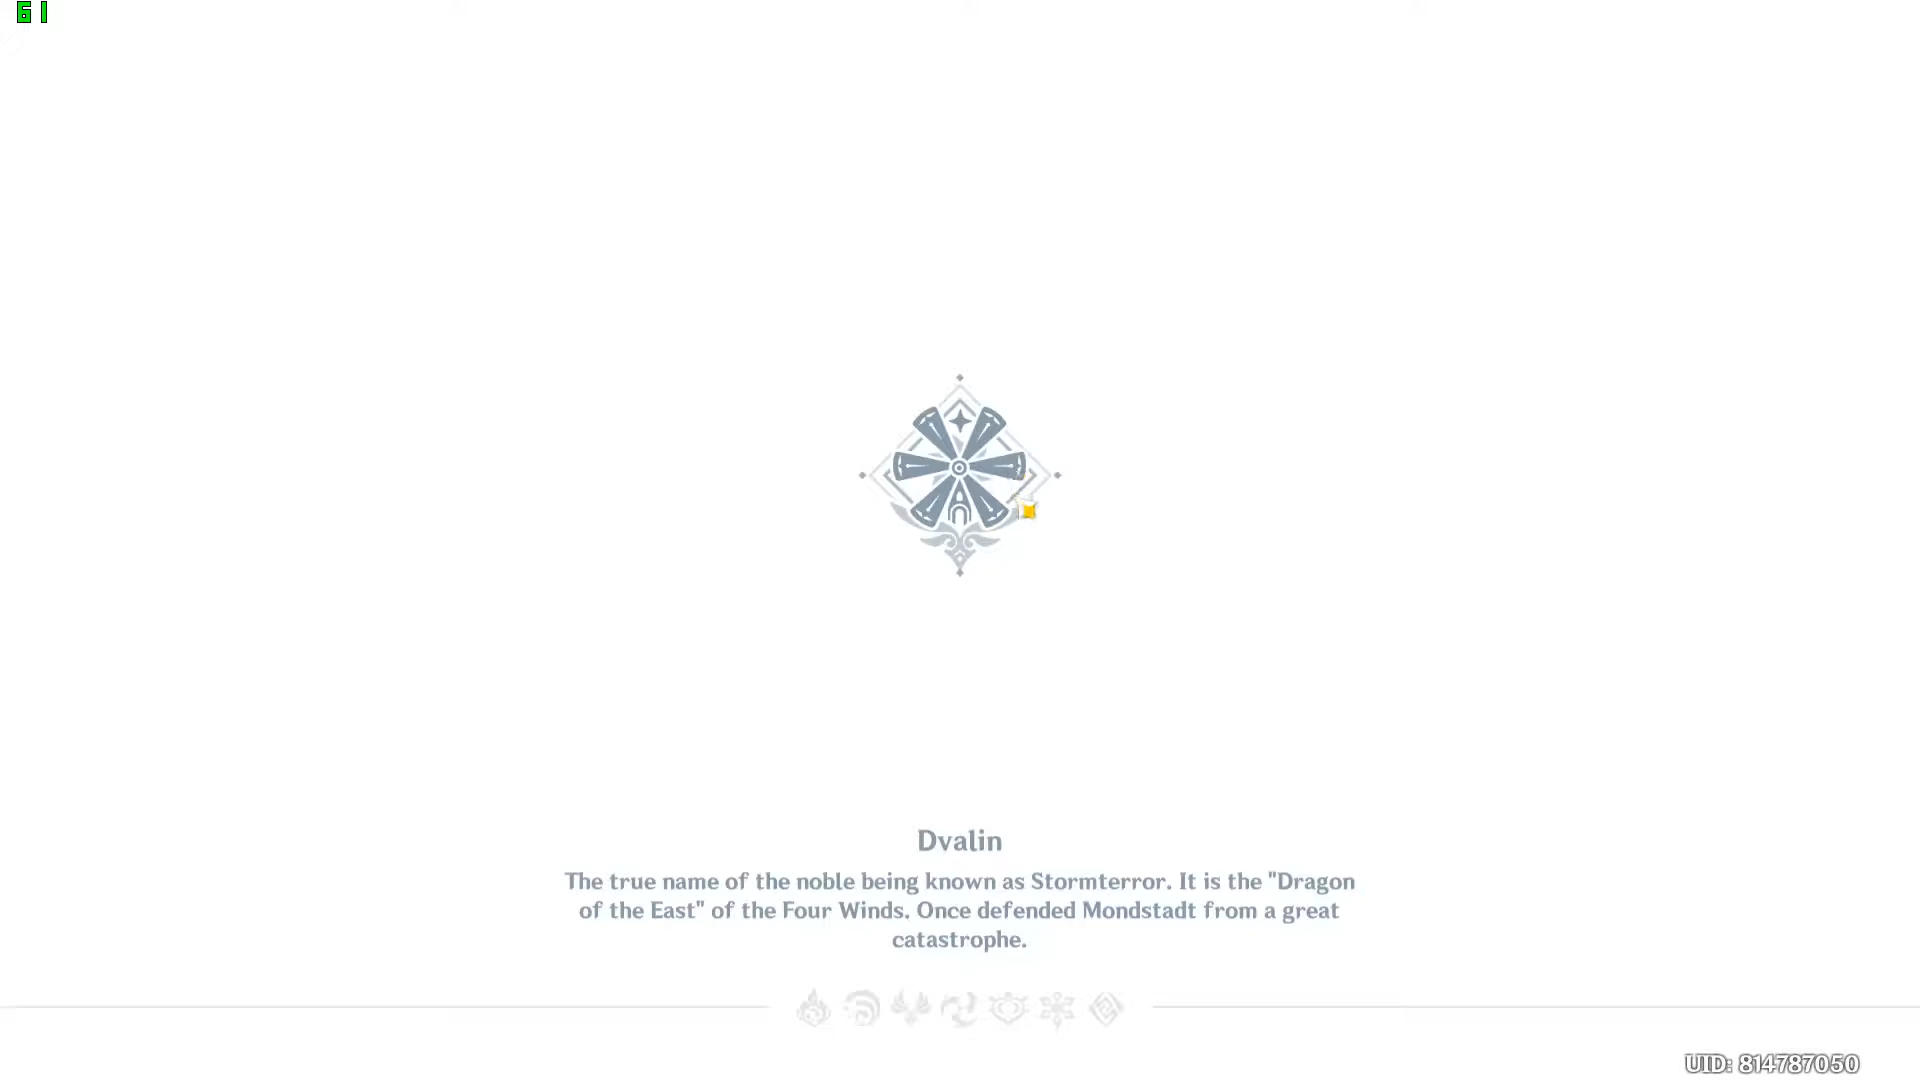 61
Dvalin
The true name of the noble being known as Stormterror. It is the "Dragon
of the East" of the Four Winds. Once defended Mondstadt from a great
catastrophe.
UID: 814787050